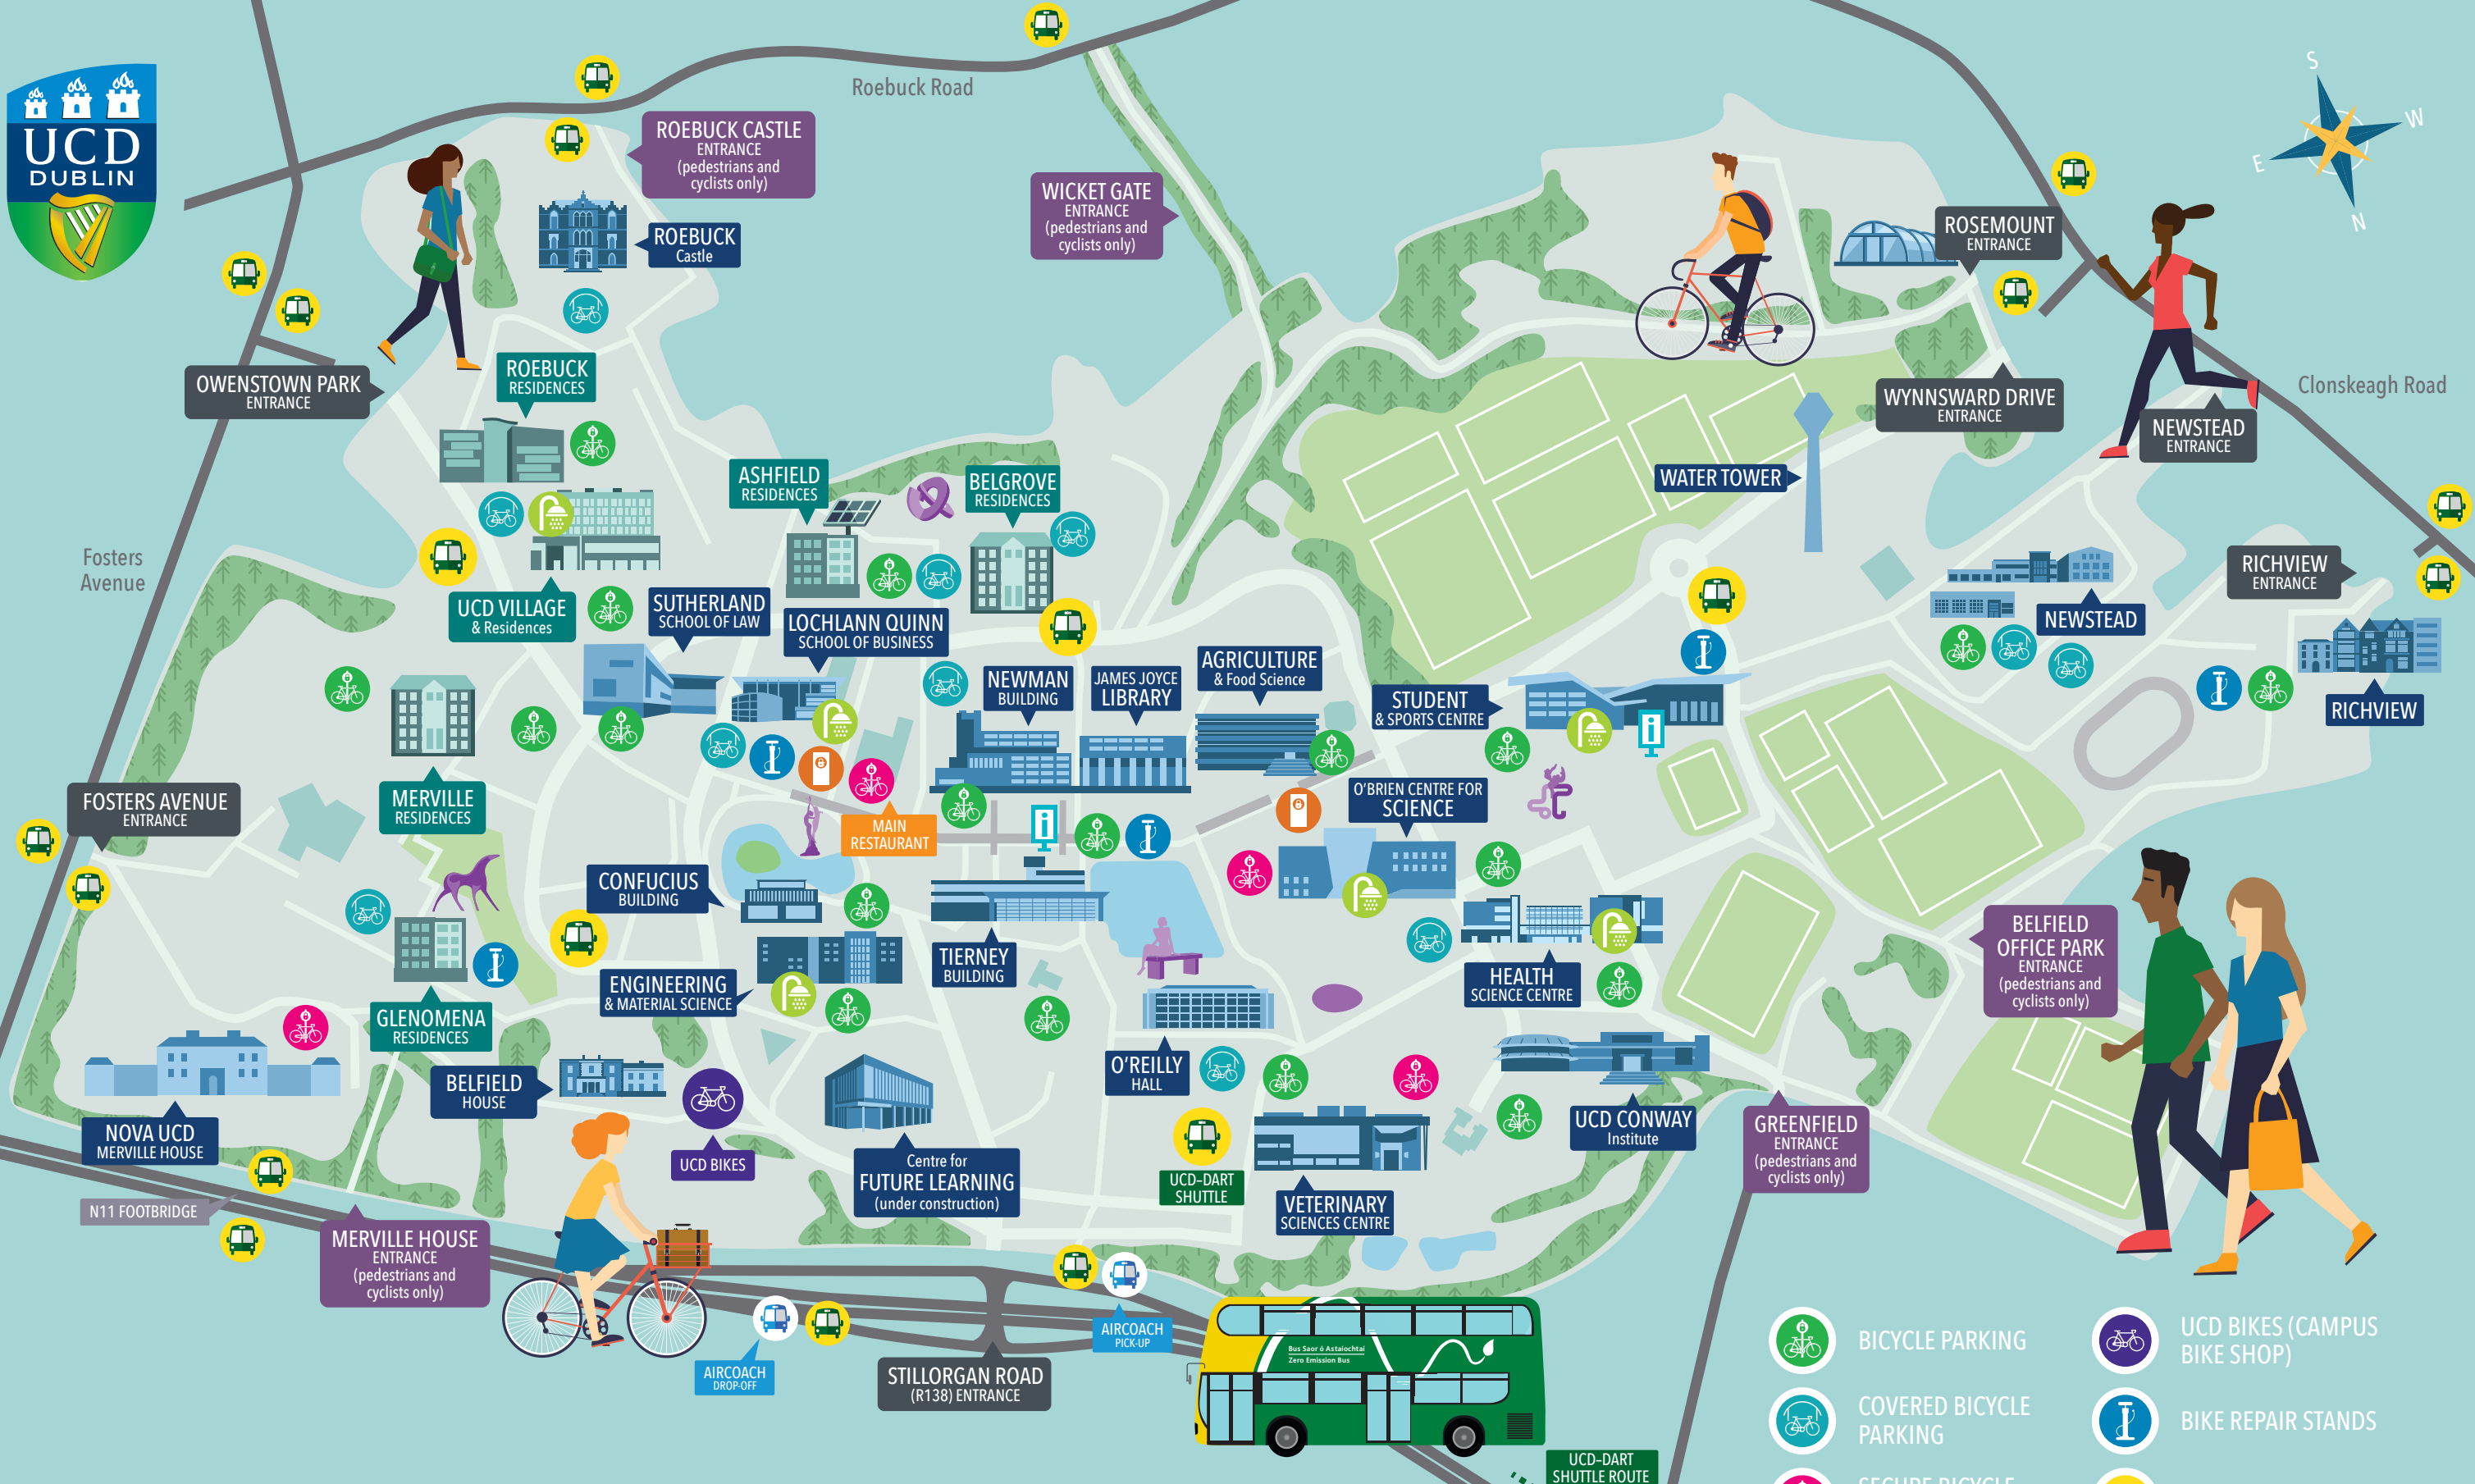 UCD
DUBLIN
Roebuck Road
ROEBUCK CASTLE
ENTRANCE
(pedestrians and
cyclists only)
ROEBUCK
Castle
WICKET GATE
ENTRANCE
(pedestrians and
cyclists only)
S
W
E
N
ROSEMOUNT
ENTRANCE
OWENSTOWN PARK
ENTRANCE
ROEBUCK
RESIDENCES
WYNNSWARD DRIVE
ENTRANCE
Clonskeagh Road
NEWSTEAD
ENTRANCE
WATER TOWER
ASHFIELD
RESIDENCES
BELGROVE
RESIDENCES
Fosters
Avenue
UCD VILLAGE
& Residences
SUTHERLAND
SCHOOL OF LAW
LOCHLANN QUINN
SCHOOL OF BUSINESS
RICHVIEW
ENTRANCE
NEWSTEAD
NEWMAN
BUILDING
JAMES JOYCE
LIBRARY
AGRICULTURE
& Food Science
STUDENT
& SPORTS CENTRE
i
RICHVIEW
FOSTERS AVENUE
ENTRANCE
MERVILLE
RESIDENCES
MAIN
RESTAURANT
i
O'BRIEN CENTRE FOR
SCIENCE
CONFUCIUS
BUILDING
TIERNEY
BUILDING
ENGINEERING
& MATERIAL SCIENCE
HEALTH
SCIENCE CENTRE
BELFIELD
OFFICE PARK
ENTRANCE
(pedestrians and
cyclists only)
GLENOMENA
RESIDENCES
BELFIELD
HOUSE
O'REILLY
HALL
NOVA UCD
MERVILLE HOUSE
UCD BIKES
Centre for
FUTURE LEARNING
(under construction)
UCD-DART
SHUTTLE
VETERINARY
SCIENCES CENTRE
UCD CONWAY
Institute
GREENFIELD
ENTRANCE
(pedestrians and
cyclists only)
N11 FOOTBRIDGE
MERVILLE HOUSE
ENTRANCE
(pedestrians and
cyclists only)
AIRCOACH
DROP-OFF
AIRCOACH
PICK-UP
STILLORGAN ROAD
(R138) ENTRANCE
Bus Saor ó Astaíochtaí
Zero Emission Bus
UCD-DART
SHUTTLE ROUTE
BICYCLE PARKING
UCD BIKES (CAMPUS
BIKE SHOP)
COVERED BICYCLE
PARKING
BIKE REPAIR STANDS
SECURE BICYCLE